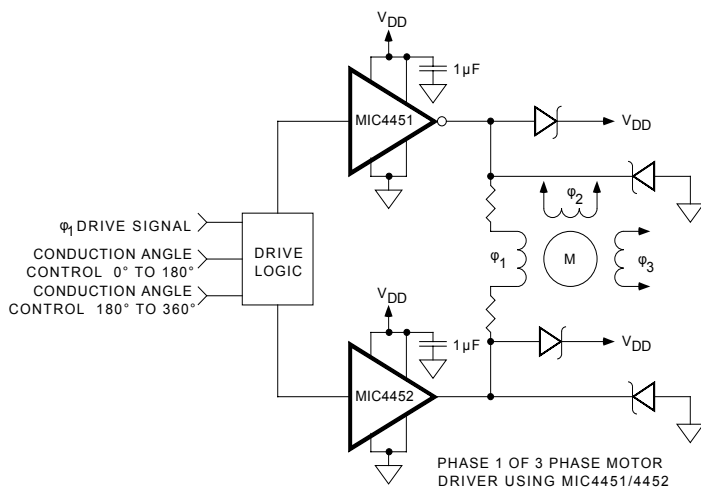 V_DD
1µF
MIC4451
V_DD
φ₂
φ₁ DRIVE SIGNAL
CONDUCTION ANGLE
CONTROL 0° TO 180°
CONDUCTION ANGLE
CONTROL 180° TO 360°
DRIVE
LOGIC
φ₁
M
φ₃
V_DD
1µF
V_DD
MIC4452
PHASE 1 OF 3 PHASE MOTOR
DRIVER USING MIC4451/4452